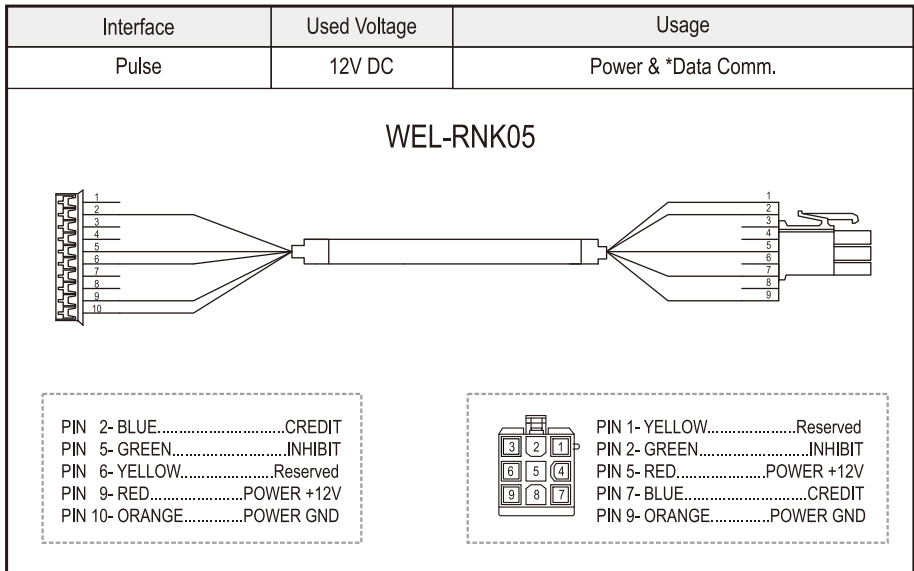 Interface Used Voltage Usage
Pulse 12V DC Power & *Data Comm.
WEL-RNK05
1
2
3
4
5
6
7
8
9
10
1
2
3
4
5
6
7
8
9
PIN 2- BLUE......................CREDIT
PIN 5- GREEN...................INHIBIT
PIN 6- YELLOW...............Reserved
PIN 9- RED...............POWER +12V
PIN 10- ORANGE.............POWER GND
3 2 1
6 5 4
9 8 7
PIN 1- YELLOW...............Reserved
PIN 2- GREEN...................INHIBIT
PIN 5- RED...............POWER +12V
PIN 7- BLUE......................CREDIT
PIN 9- ORANGE.............POWER GND